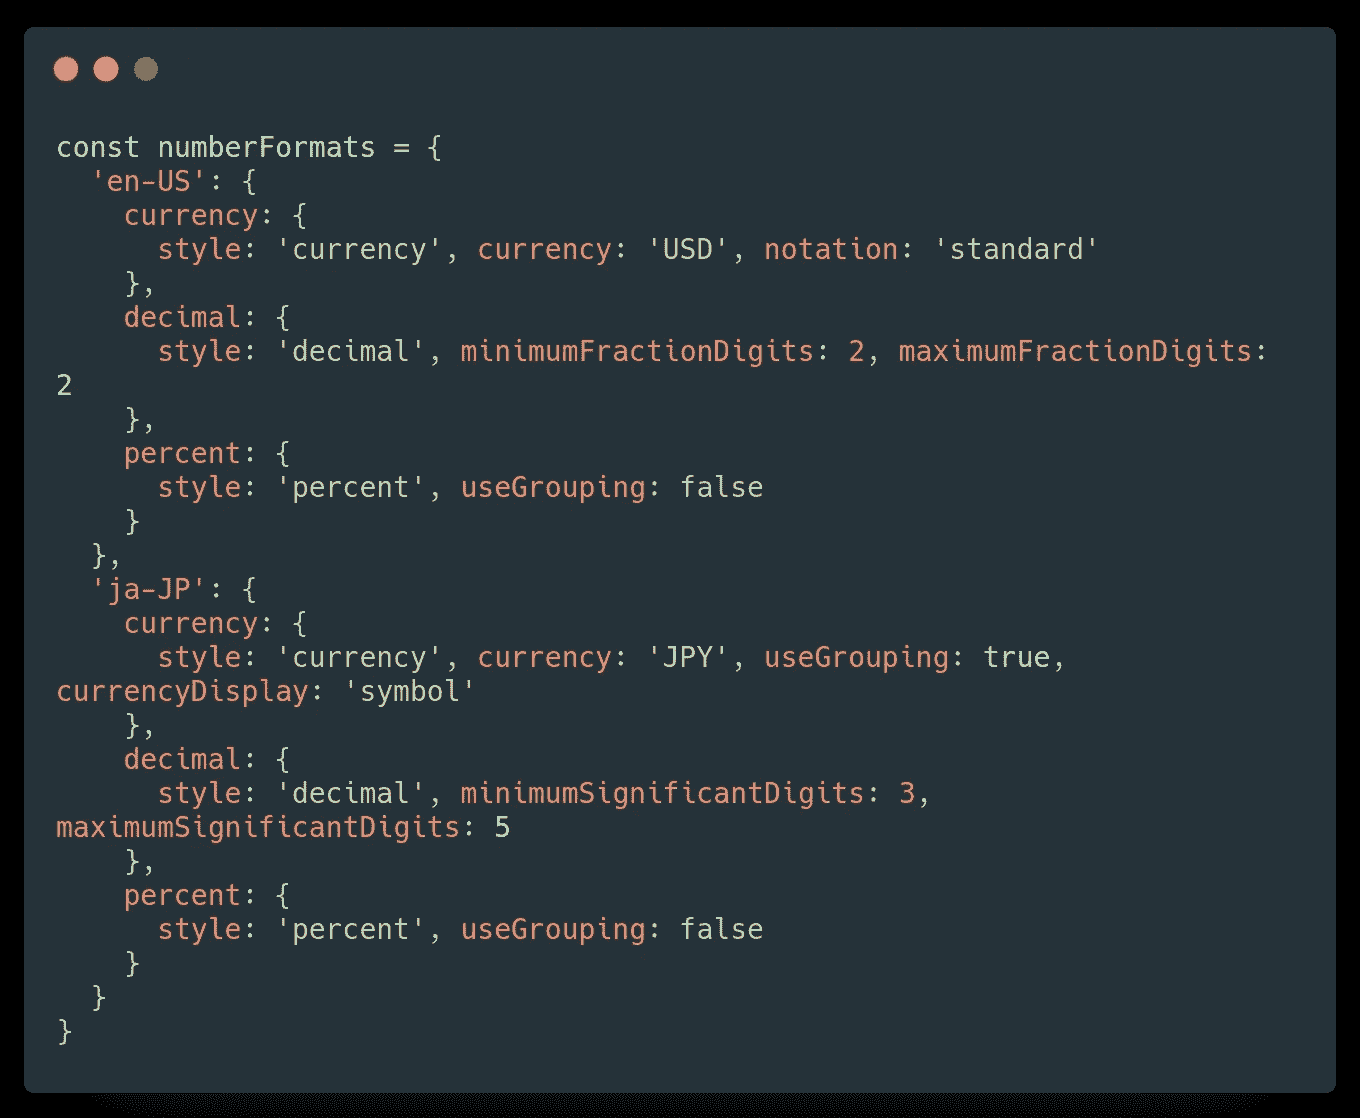 const numberFormats = {
  'en-US': {
    currency: {
      style: 'currency', currency: 'USD', notation: 'standard'
    },
    decimal: {
      style: 'decimal', minimumFractionDigits: 2, maximumFractionDigits:
2
    },
    percent: {
      style: 'percent', useGrouping: false
    }
  },
  'ja-JP': {
    currency: {
      style: 'currency', currency: 'JPY', useGrouping: true,
currencyDisplay: 'symbol'
    },
    decimal: {
      style: 'decimal', minimumSignificantDigits: 3,
maximumSignificantDigits: 5
    },
    percent: {
      style: 'percent', useGrouping: false
    }
  }
}